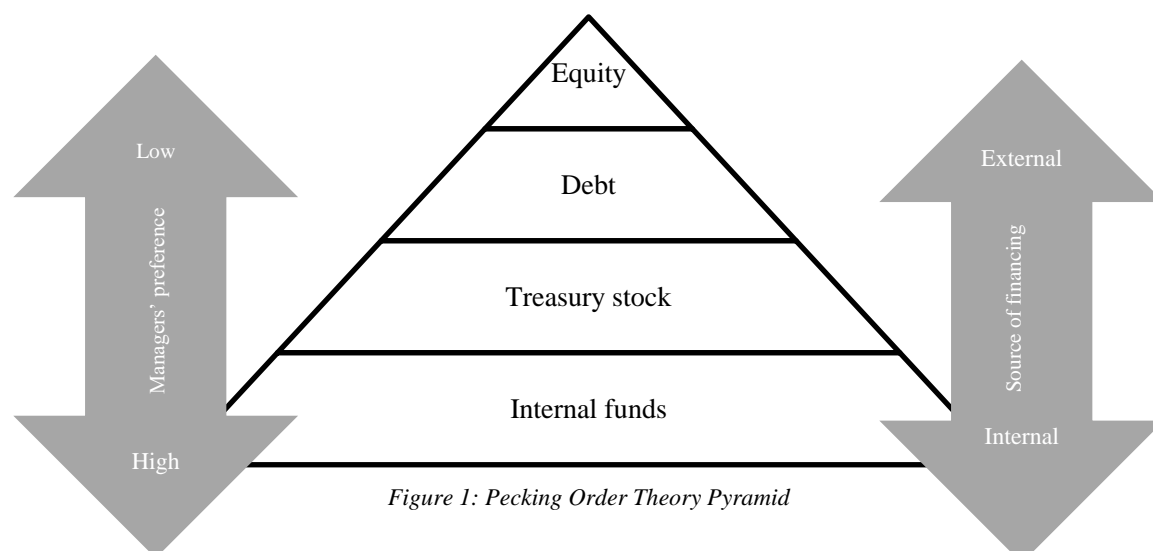 Equity
Low
External
Debt
Managers’ preference
Source of financing
Treasury stock
Internal funds
High
Internal
Figure 1: Pecking Order Theory Pyramid